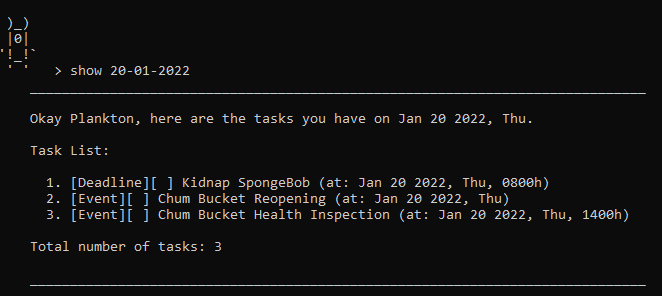 )_)
 |0|
'!_!`
 ' '   > show 20-01-2022
____________________________________________________________________________
Okay Plankton, here are the tasks you have on Jan 20 2022, Thu.
Task List:
1. [Deadline][ ] Kidnap SpongeBob (at: Jan 20 2022, Thu, 0800h)
2. [Event][ ] Chum Bucket Reopening (at: Jan 20 2022, Thu)
3. [Event][ ] Chum Bucket Health Inspection (at: Jan 20 2022, Thu, 1400h)
Total number of tasks: 3
____________________________________________________________________________